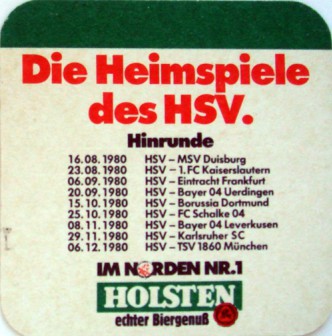 Die Heimspiele
des HSV.
Hinrunde
16.08.1980 HSV – MSV Duisburg
23.08.1980 HSV – 1. FC Kaiserslautern
06.09.1980 HSV – Eintracht Frankfurt
20.09.1980 HSV – Bayer 04 Uerdingen
15.10.1980 HSV – Borussia Dortmund
25.10.1980 HSV – FC Schalke 04
08.11.1980 HSV – Bayer 04 Leverkusen
29.11.1980 HSV – Karlsruher SC
06.12.1980 HSV – TSV 1860 München
IM NORDEN NR.1
HOLSTEN
echter Biergenuß